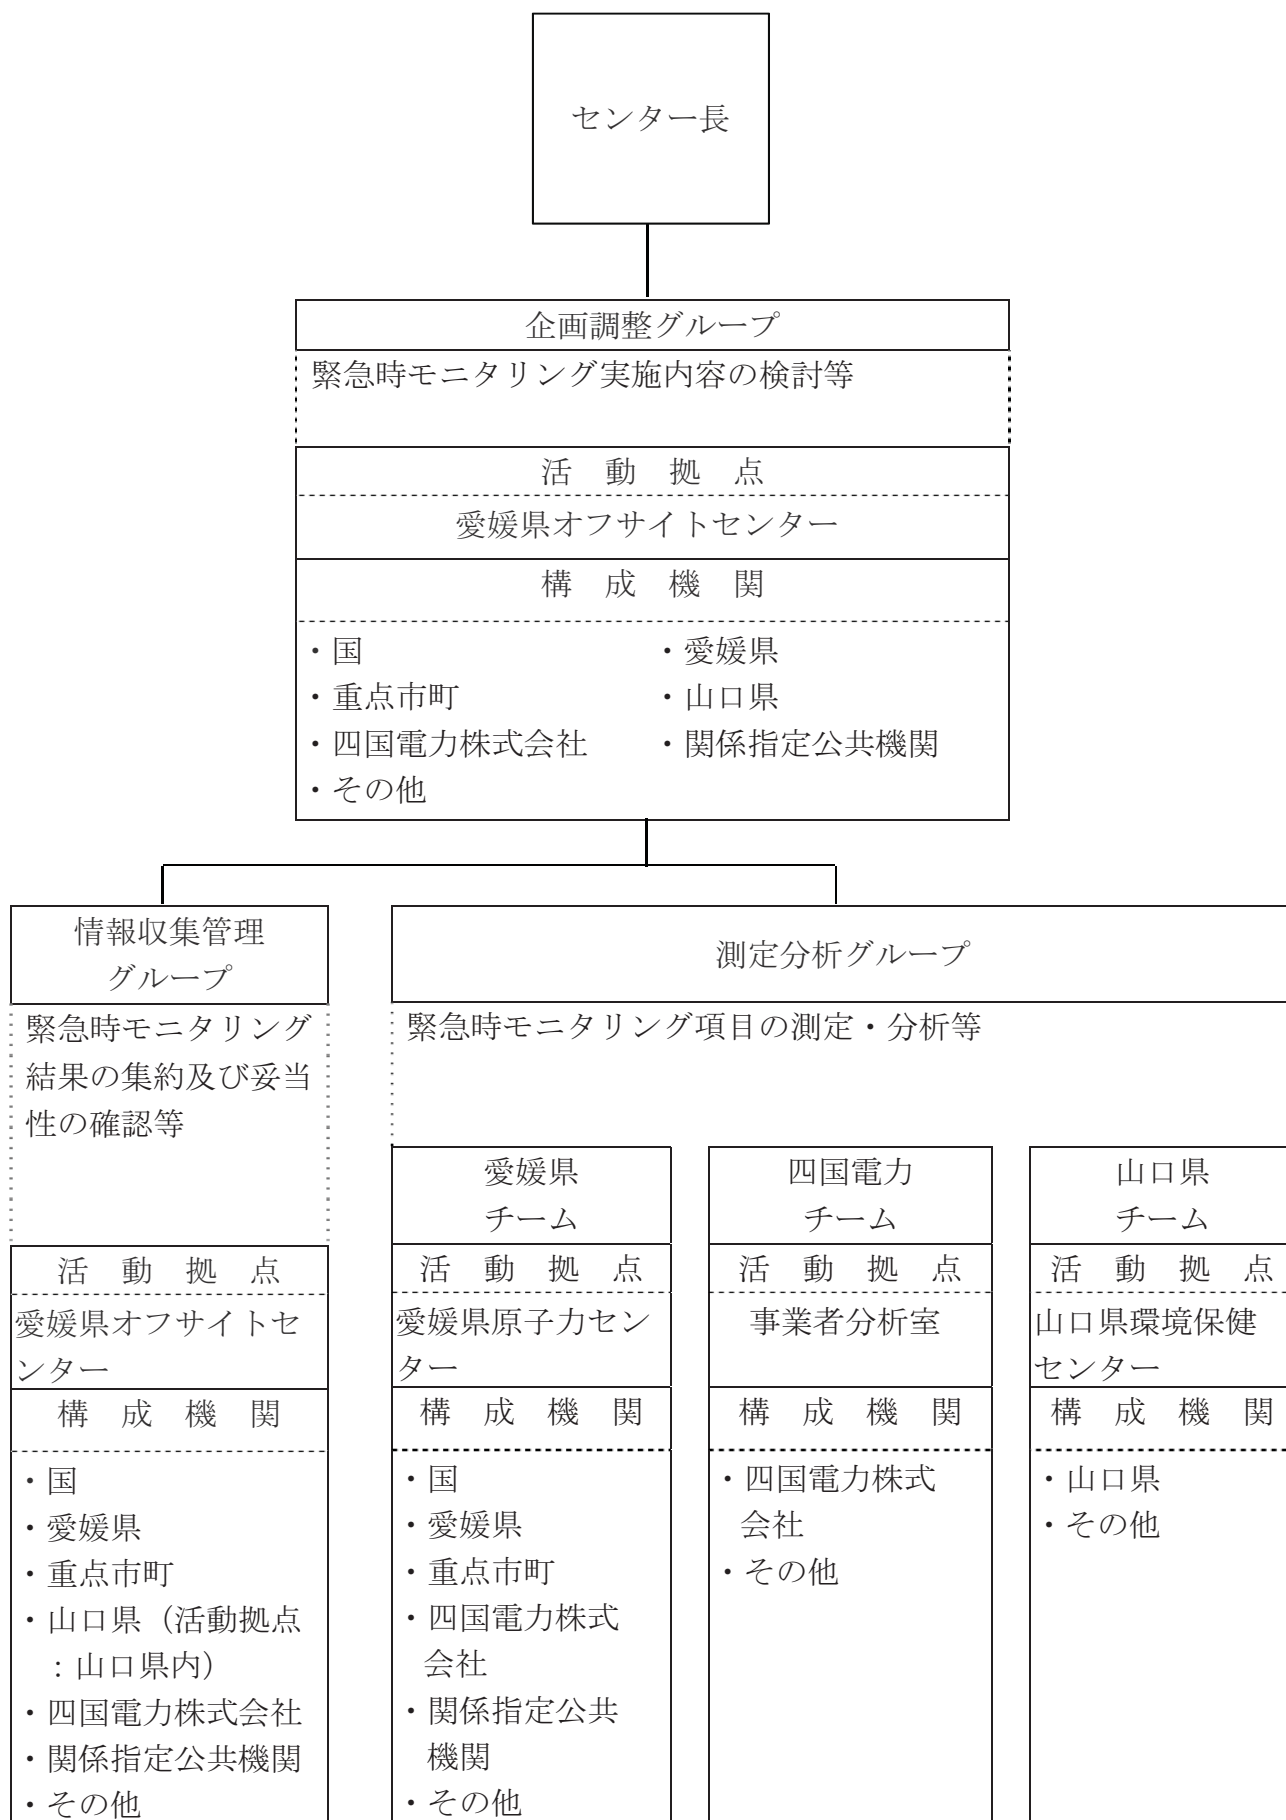 センター長
企画調整グループ
緊急時モニタリング実施内容の検討等
活 動 拠 点
愛媛県オフサイトセンター
構 成 機 関
・国
・愛媛県
・重点市町
・山口県
・四国電力株式会社
・関係指定公共機関
・その他
情報収集管理
グループ
緊急時モニタリング
結果の集約及び妥当
性の確認等
活 動 拠 点
愛媛県オフサイトセ
ンター
構 成 機 関
・国
・愛媛県
・重点市町
・山口県（活動拠点
：山口県内）
・四国電力株式会社
・関係指定公共機関
・その他
測定分析グループ
緊急時モニタリング項目の測定・分析等
愛媛県
チーム
活 動 拠 点
愛媛県原子力セン
ター
構 成 機 関
・国
・愛媛県
・重点市町
・四国電力株式
会社
・関係指定公共
機関
・その他
四国電力
チーム
活 動 拠 点
事業者分析室
構 成 機 関
・四国電力株式
会社
・その他
山口県
チーム
活 動 拠 点
山口県環境保健
センター
構 成 機 関
・山口県
・その他